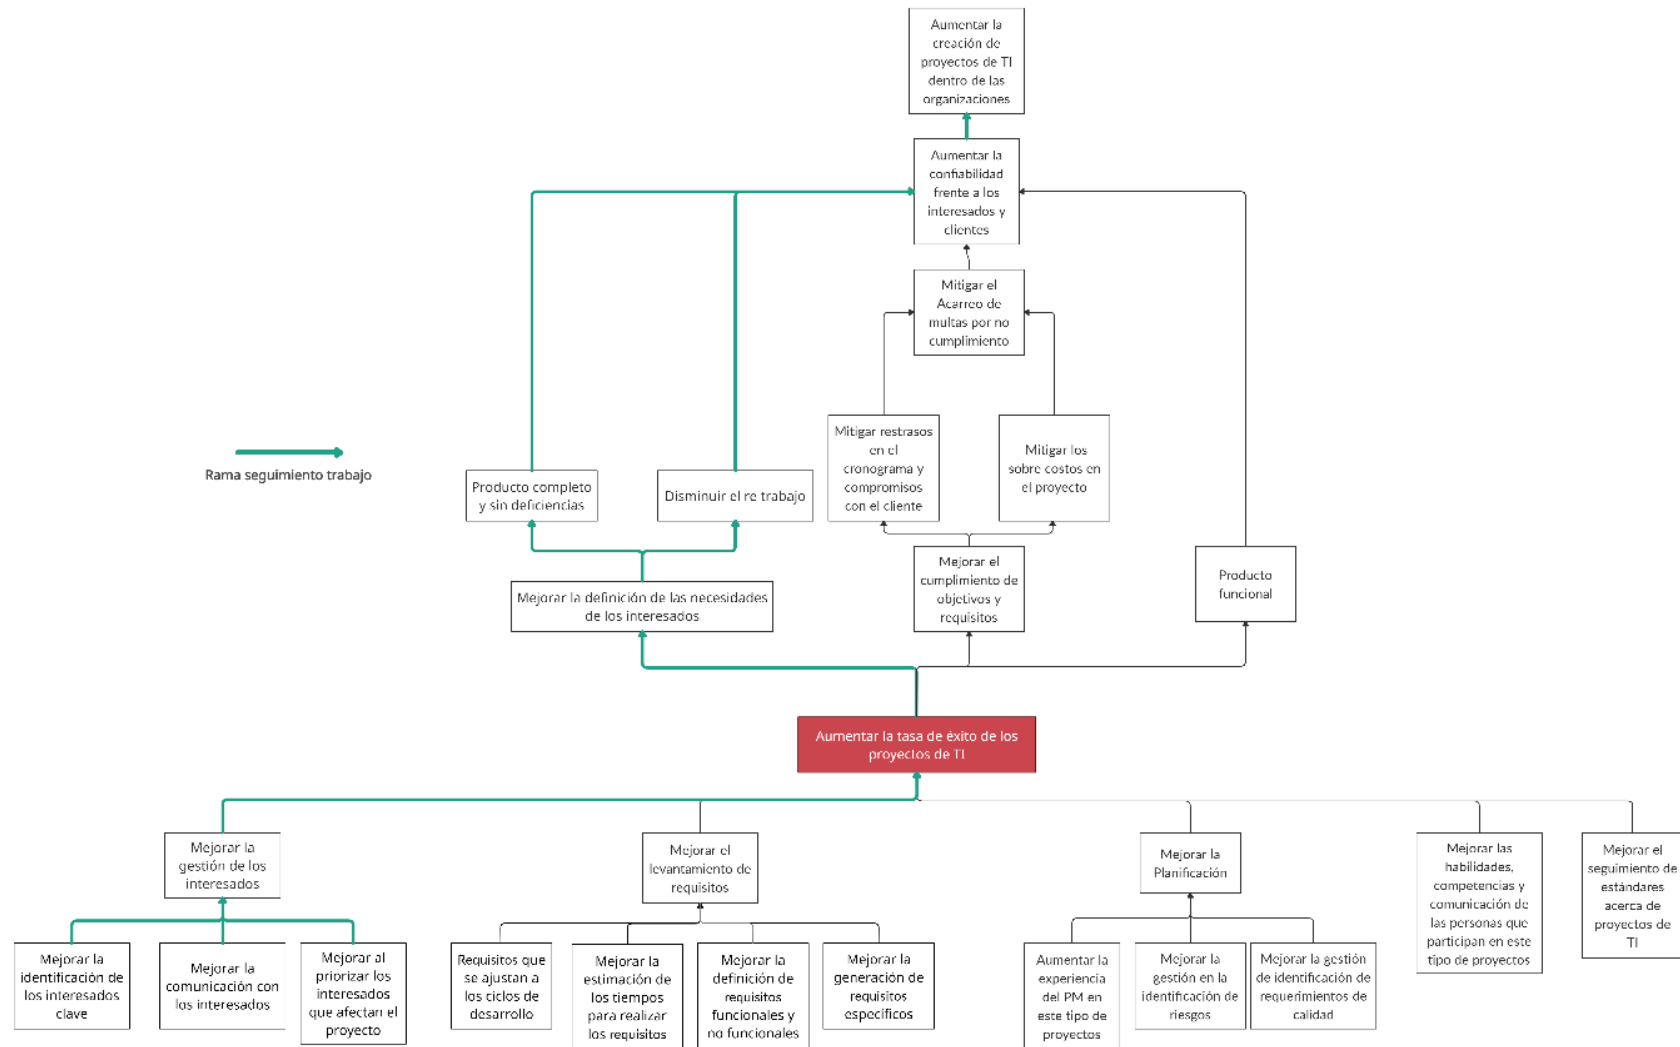 Aumentar la
creación de
proyectos de TI
dentro de las
organizaciones
Aumentar la
confiabilidad
frente a los
interesados y
clientes
Mitigar el
Acarreo de
multas por no
cumplimiento
Mitigar restrasos
en el
cronograma y
compromisos
con el cliente
Mitigar los
sobre costos en
el proyecto
Rama seguimiento trabajo
Producto completo
y sin deficiencias
Disminuir el re trabajo
Mejorar la definición de las necesidades
de los interesados
Mejorar el
cumplimiento de
objetivos y
requisitos
Producto
funcional
Aumentar la tasa de éxito de los
proyectos de TI
Mejorar la
gestión de los
interesados
Mejorar el
levantamiento de
requisitos
Mejorar la
Planificación
Mejorar las
habilidades,
competencias y
comunicación de
las personas que
participan en este
tipo de proyectos
Mejorar el
seguimiento de
estándares
acerca de
proyectos de
TI
Mejorar la
identificación de
los interesados
clave
Mejorar la
comunicación con
los interesados
Mejorar al
priorizar los
interesados
que afectan el
proyecto
Requisitos que
se ajustan a
los ciclos de
desarrollo
Mejorar la
estimación de
los tiempos
para realizar
los requisitos
Mejorar la
definición de
requisitos
funcionales y
no funcionales
Mejorar la
generación de
requisitos
específicos
Aumentar la
experiencia
del PM en
este tipo de
proyectos
Mejorar la
gestión en la
identificación de
riesgos
Mejorar la gestión
de identificación de
requerimientos de
calidad